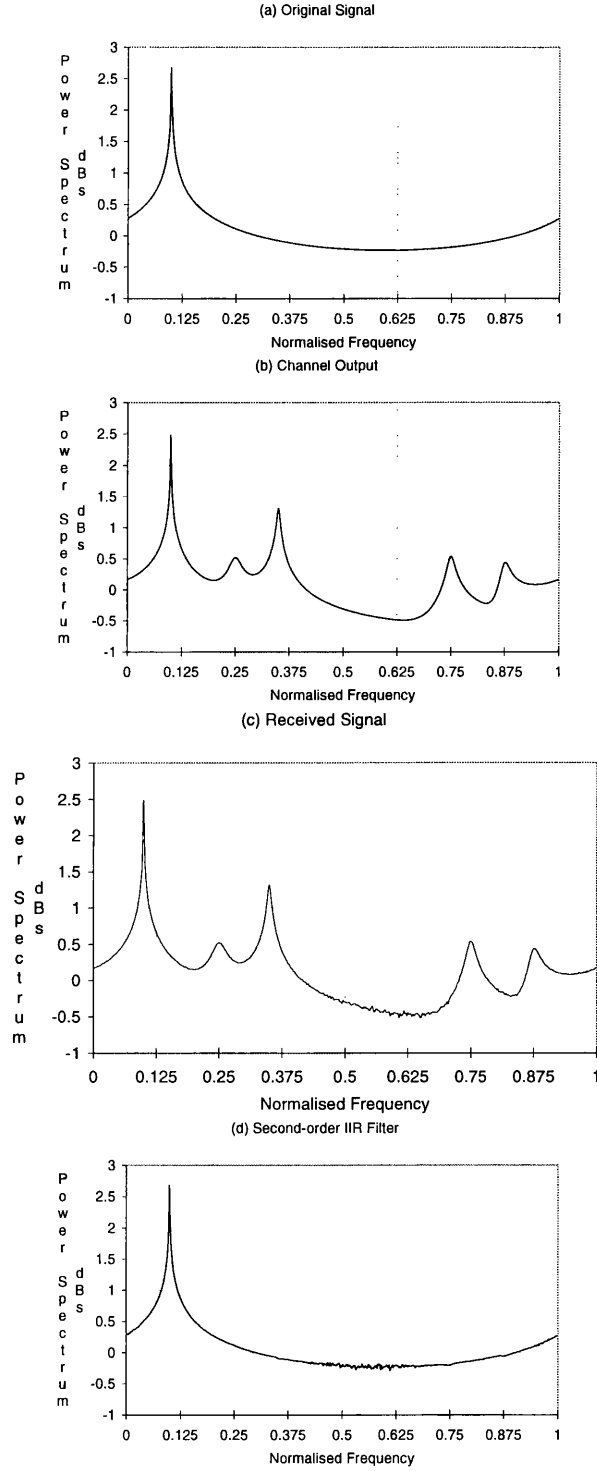 (a) Original Signal
Power Spectrum
dBs
3
2.5
2
1.5
1
0.5
0
-0.5
-1
0 0.125 0.25 0.375 0.5 0.625 0.75 0.875 1
Normalised Frequency
(b) Channel Output
Power Spectrum
dBs
3
2.5
2
1.5
1
0.5
0
-0.5
-1
0 0.125 0.25 0.375 0.5 0.625 0.75 0.875 1
Normalised Frequency
(c) Received Signal
Power Spectrum
dBs
3
2.5
2
1.5
1
0.5
0
-0.5
-1
0 0.125 0.25 0.375 0.5 0.625 0.75 0.875 1
Normalised Frequency
(d) Second-order IIR Filter
Power Spectrum
dBs
3
2.5
2
1.5
1
0.5
0
-0.5
-1
0 0.125 0.25 0.375 0.5 0.625 0.75 0.875 1
Normalised Frequency